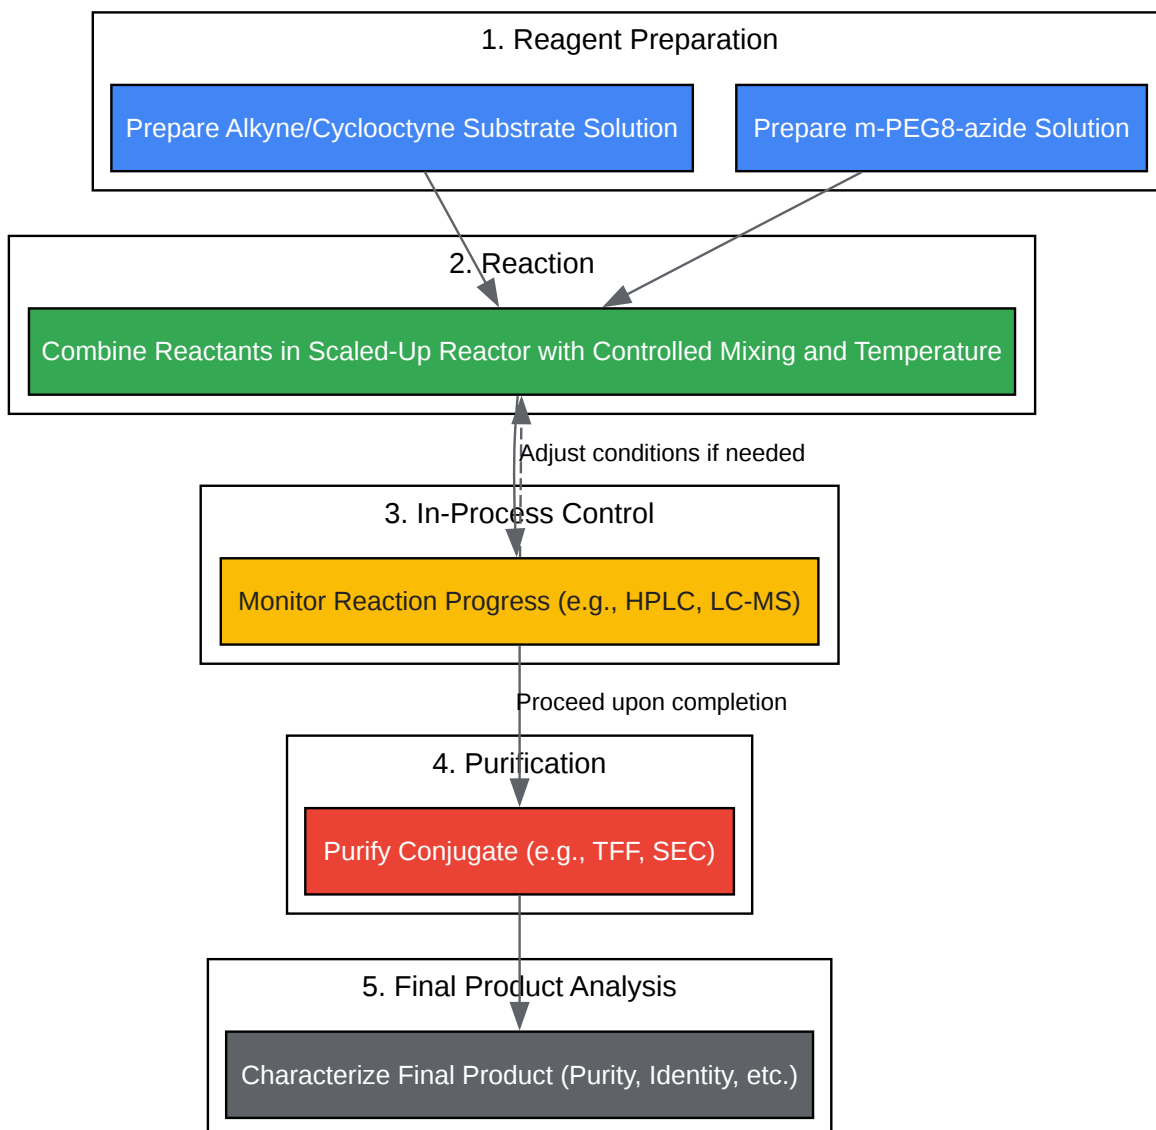 1. Reagent Preparation
Prepare Alkyne/Cyclooctyne Substrate Solution
Prepare m-PEG8-azide Solution
2. Reaction
Combine Reactants in Scaled-Up Reactor with Controlled Mixing and Temperature
Adjust conditions if needed
3. In-Process Control
Monitor Reaction Progress (e.g., HPLC, LC-MS)
Proceed upon completion
4. Purification
Purify Conjugate (e.g., TFF, SEC)
5. Final Product Analysis
Characterize Final Product (Purity, Identity, etc.)